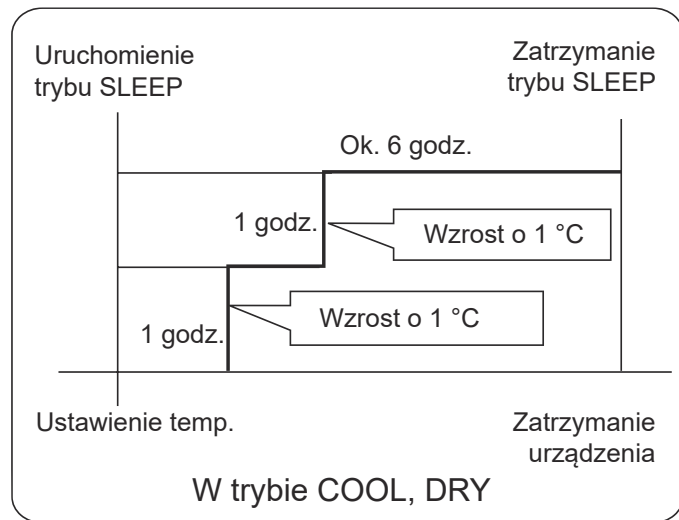 Uruchomienie
trybu SLEEP
Zatrzymanie
trybu SLEEP
Ok. 6 godz.
1 godz.
Wzrost o 1 °C
Wzrost o 1 °C
1 godz.
Ustawienie temp.
Zatrzymanie
urządzenia
W trybie COOL, DRY